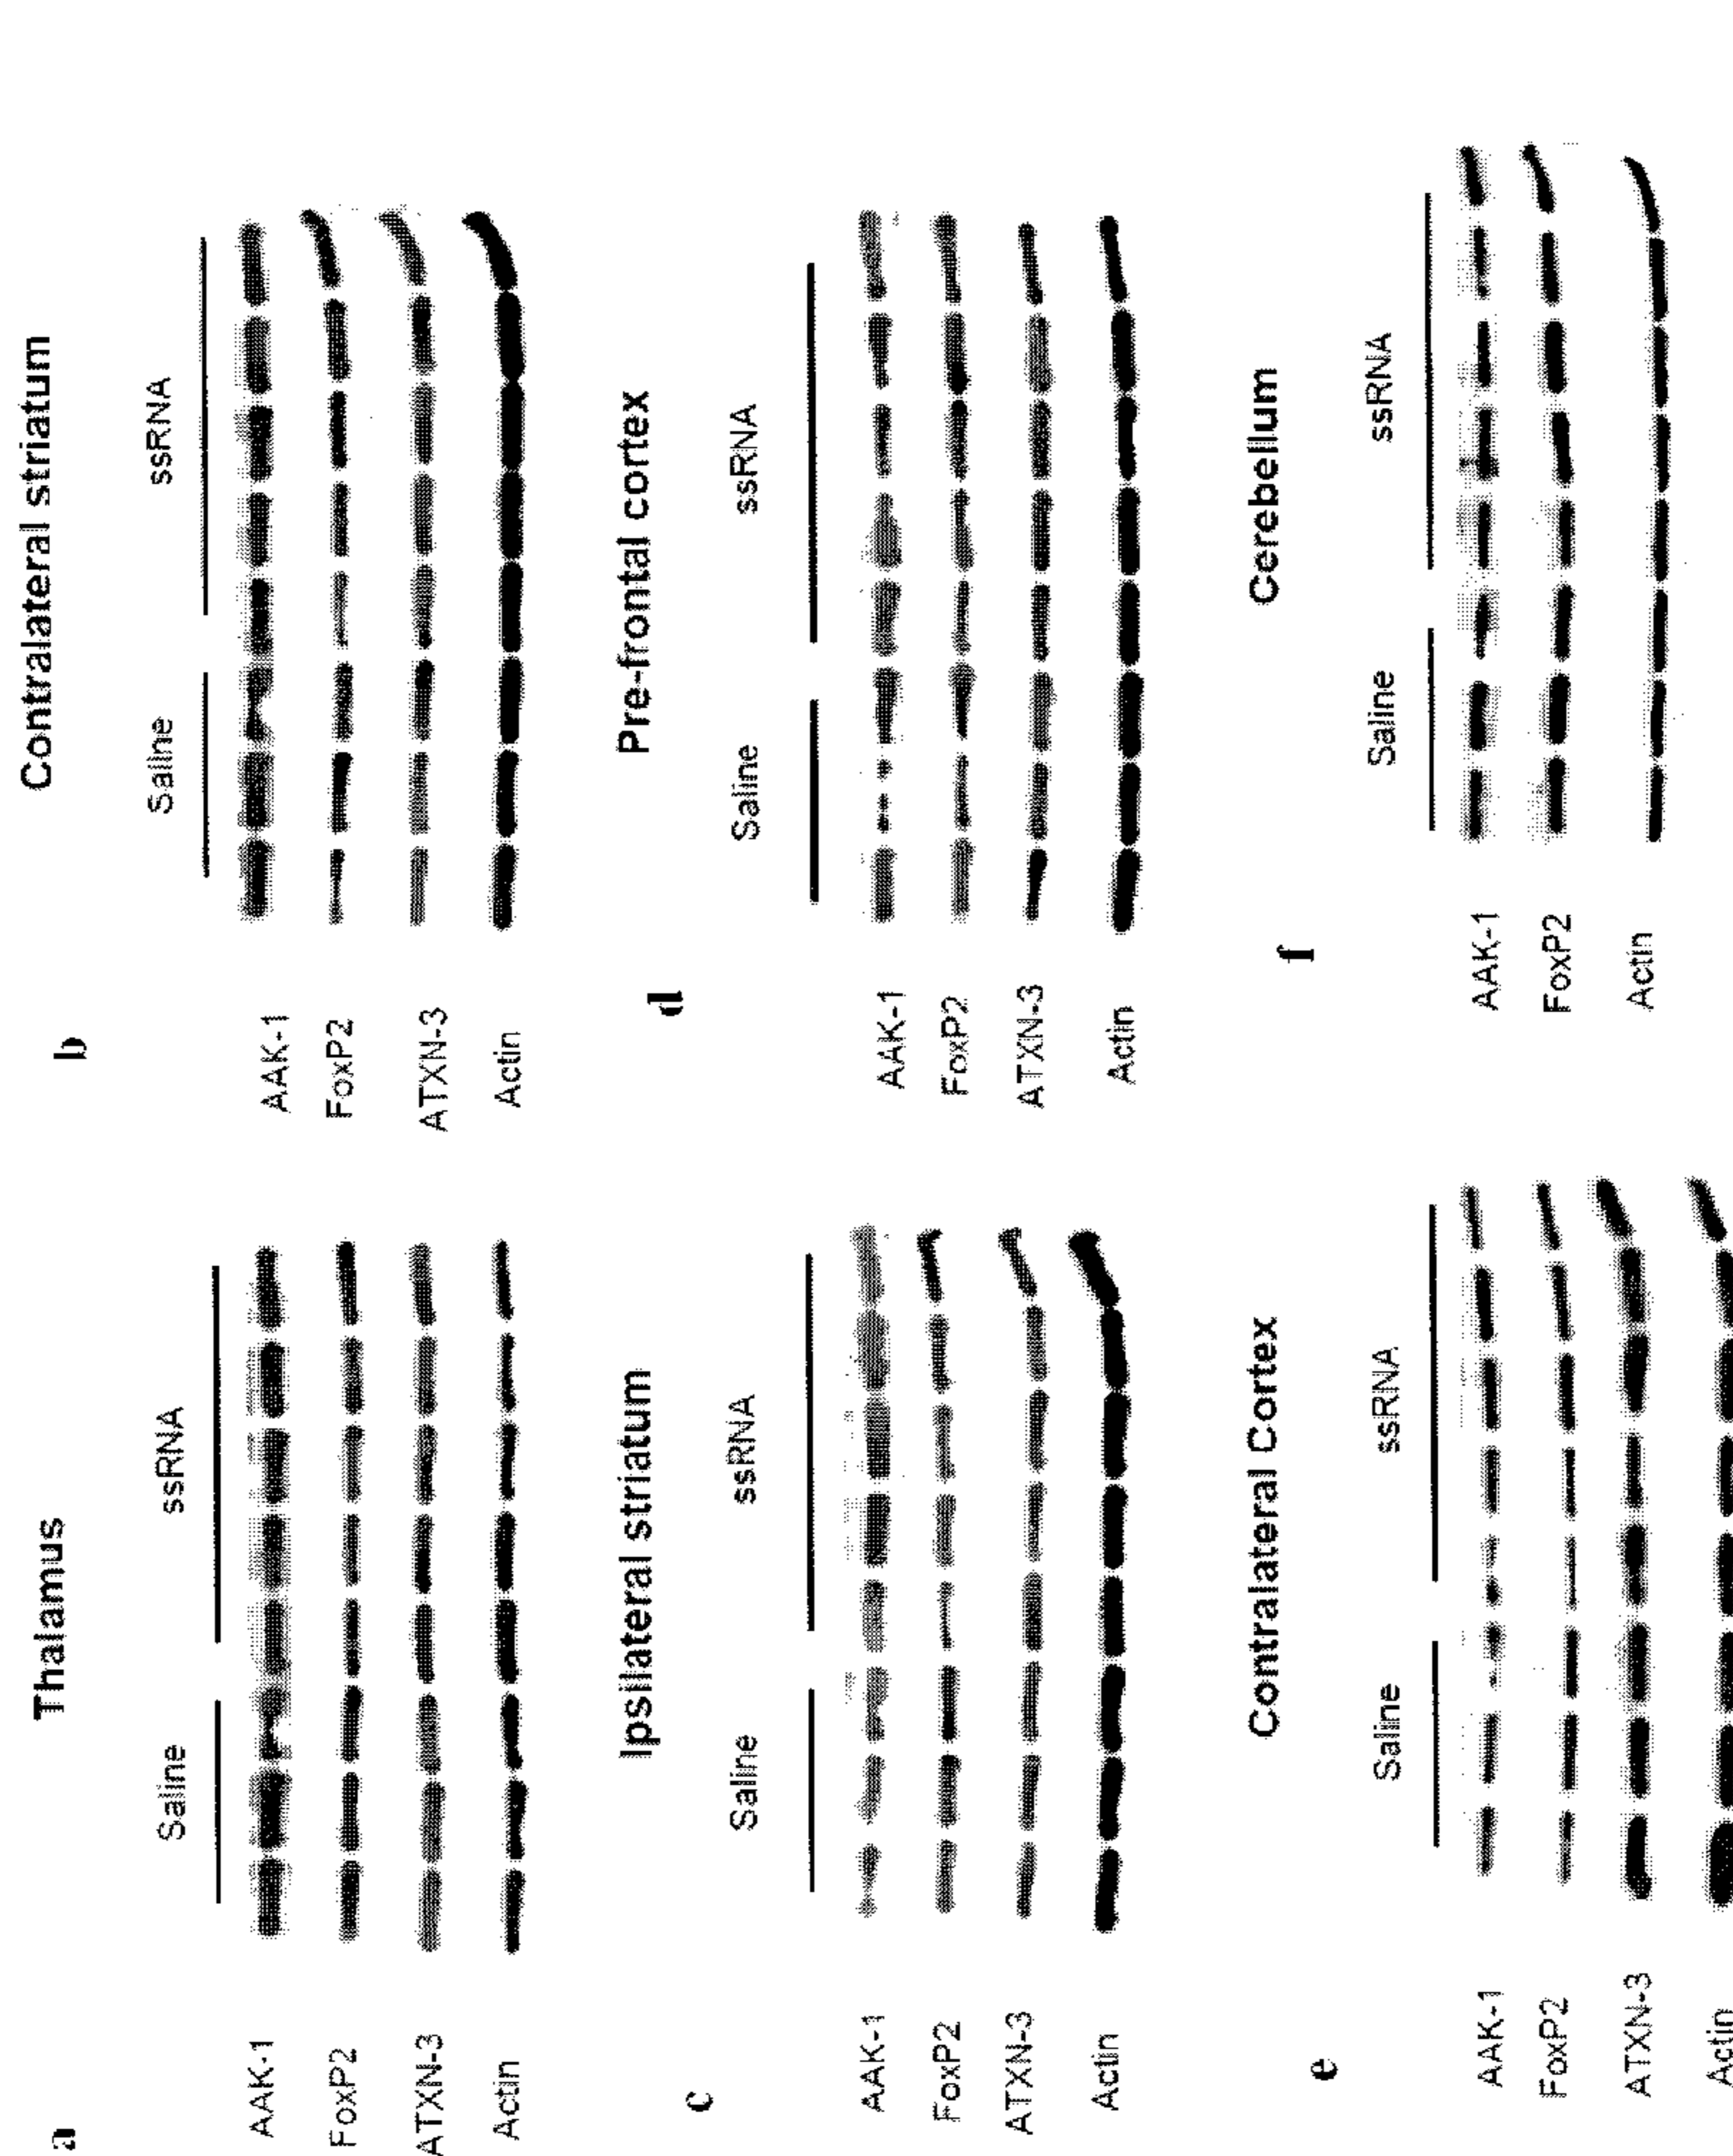 a
Thalamus
Saline ssRNA
AAK-1
FoxP2
ATXN-3
Actin
b
Contralateral striatum
Saline ssRNA
AAK-1
FoxP2
ATXN-3
Actin
c
Ipsilateral striatum
Saline ssRNA
AAK-1
FoxP2
ATXN-3
Actin
d
Pre-frontal cortex
Saline ssRNA
AAK-1
FoxP2
ATXN-3
Actin
e
Contralateral Cortex
Saline ssRNA
AAK-1
FoxP2
ATXN-3
Actin
f
Cerebellum
Saline ssRNA
AAK-1
FoxP2
Actin